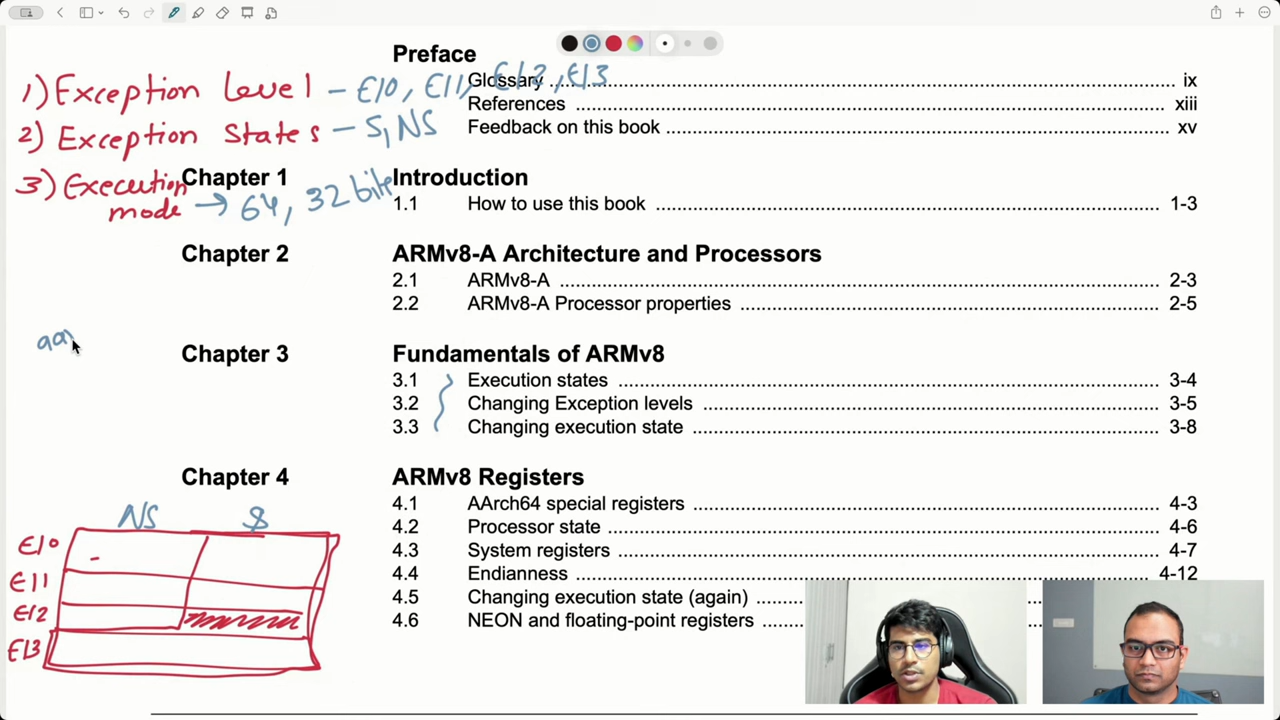 Preface
Glossary ix
1) Exception Level - El0, El1, El2, El3
References xiii
2) Exception States - S, NS
Feedback on this book xv
3) Execution mode → 64, 32 bite
Chapter 1 Introduction
1.1 How to use this book 1-3
Chapter 2 ARMv8-A Architecture and Processors
2.1 ARMv8-A 2-3
2.2 ARMv8-A Processor properties 2-5
aar
Chapter 3 Fundamentals of ARMv8
3.1 Execution states 3-4
3.2 Changing Exception levels 3-5
3.3 Changing execution state 3-8
Chapter 4 ARMv8 Registers
4.1 AArch64 special registers 4-3
4.2 Processor state 4-6
4.3 System registers 4-7
4.4 Endianness 4-12
4.5 Changing execution state (again)
4.6 NEON and floating-point registers
NS S
El0
El1
El2
El3